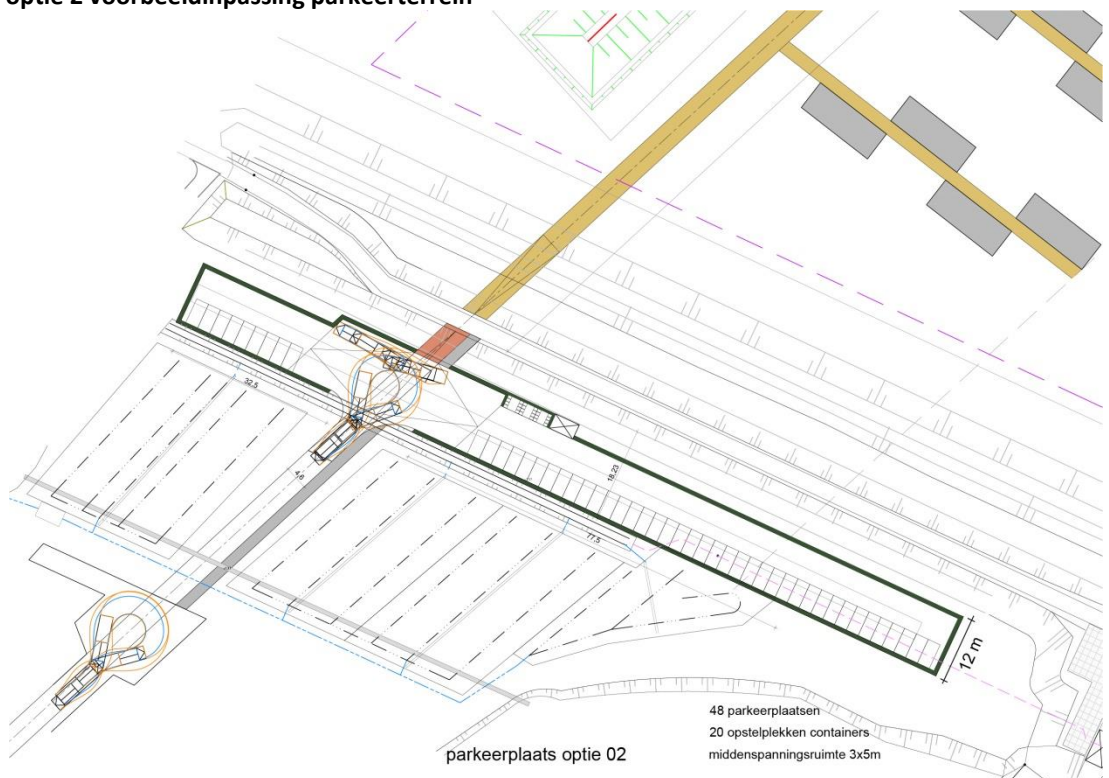 optie 2 voorbeeldinpassing parkeerterrein
32,5
4,6
18,23
77,5
12 m
48 parkeerplaatsen
20 opstelplekken containers
middenspanningsruimte 3x5m
parkeerplaats optie 02